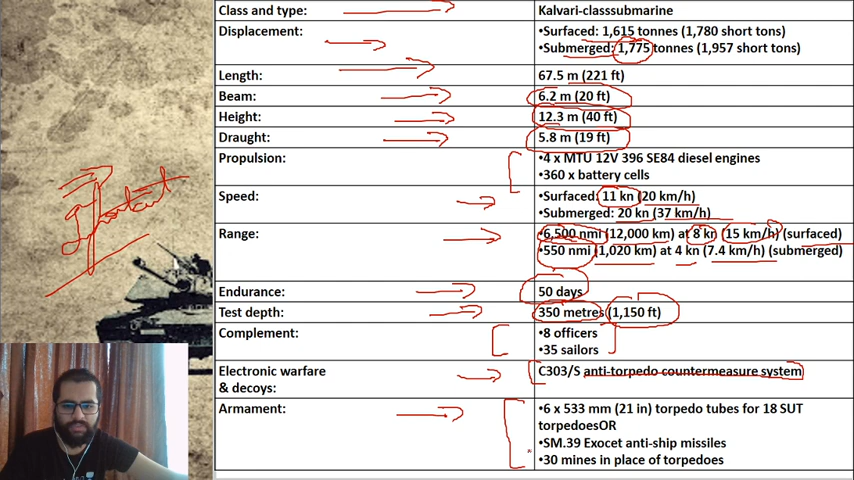 Class and type:
Kalvari-classsubmarine
Displacement:
•Surfaced: 1,615 tonnes (1,780 short tons)
•Submerged: 1,775 tonnes (1,957 short tons)
Length:
67.5 m (221 ft)
Beam:
6.2 m (20 ft)
Height:
12.3 m (40 ft)
Draught:
5.8 m (19 ft)
Propulsion:
•4 x MTU 12V 396 SE84 diesel engines
•360 x battery cells
Speed:
•Surfaced: 11 kn (20 km/h)
•Submerged: 20 kn (37 km/h)
Range:
•6,500 nmi (12,000 km) at 8 kn (15 km/h) (surfaced)
•550 nmi (1,020 km) at 4 kn (7.4 km/h) (submerged)
Endurance:
50 days
Test depth:
350 metres (1,150 ft)
Complement:
•8 officers
•35 sailors
Electronic warfare
& decoys:
C303/S anti-torpedo countermeasure system
Armament:
•6 x 533 mm (21 in) torpedo tubes for 18 SUT
torpedoesOR
•SM.39 Exocet anti-ship missiles
•30 mines in place of torpedoes